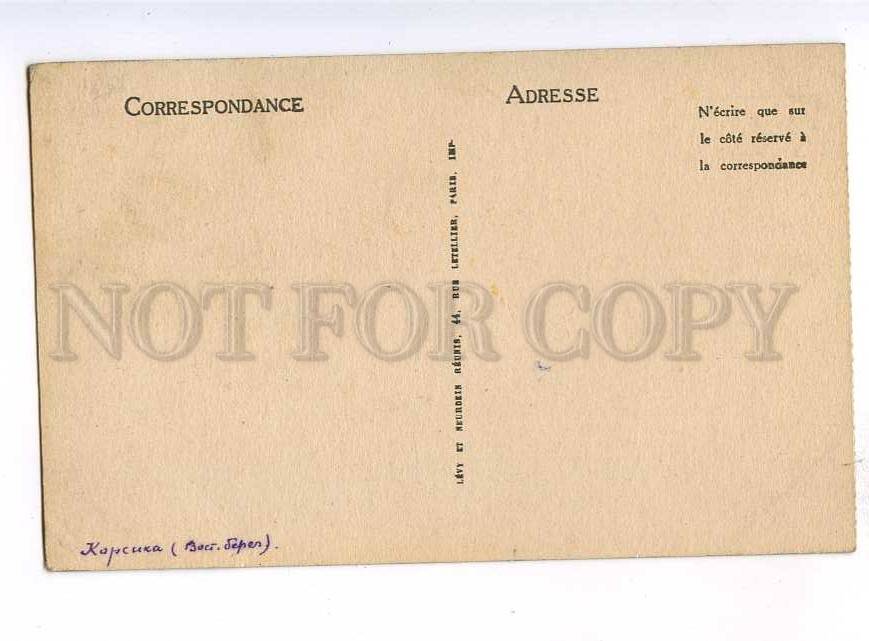 CORRESPONDANCE
ADRESSE
N'écrire que sur
le côté réservé à
la correspondance
LÉVY ET NEURDEIN RÉUNIS, 44, RUE LETELLIER, PARIS, IMP.
NOT FOR COPY
Корсика (Вост. берег).